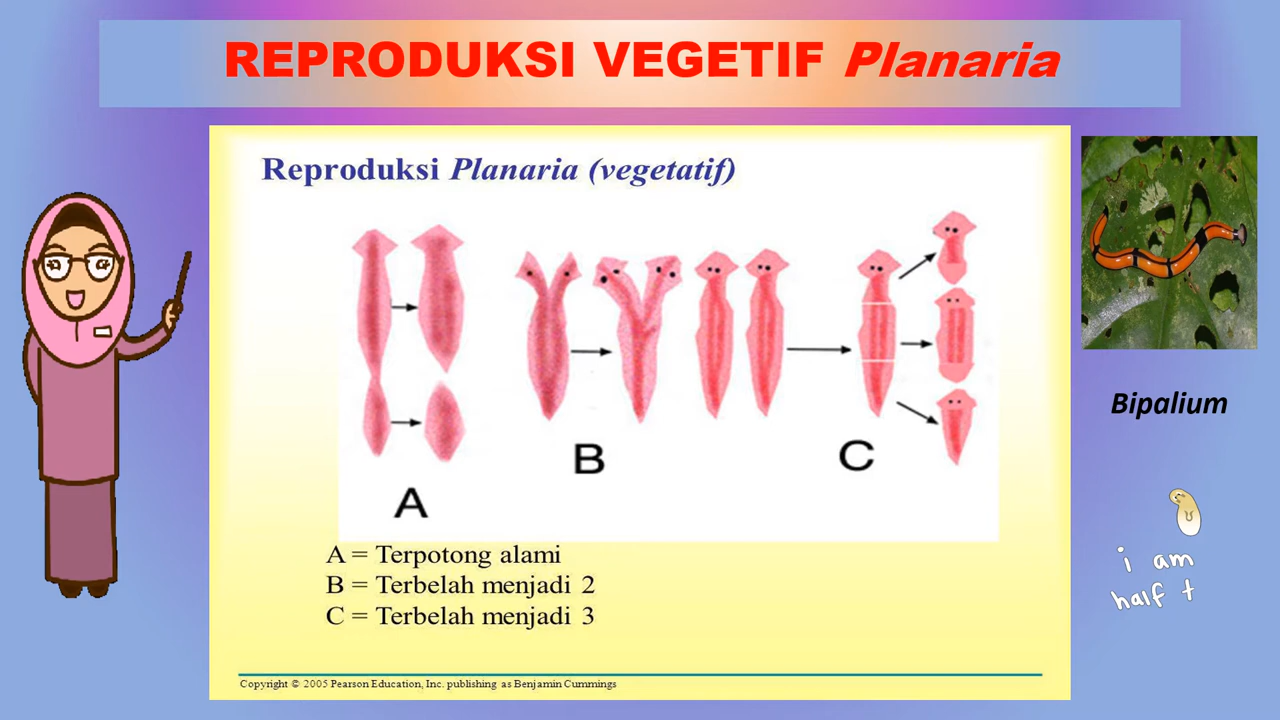 REPRODUKSI VEGETIF Planaria
Reproduksi Planaria (vegetatif)
A
B
C
A = Terpotong alami
B = Terbelah menjadi 2
C = Terbelah menjadi 3
Copyright © 2005 Pearson Education, Inc. publishing as Benjamin Cummings
Bipalium
i am
half t